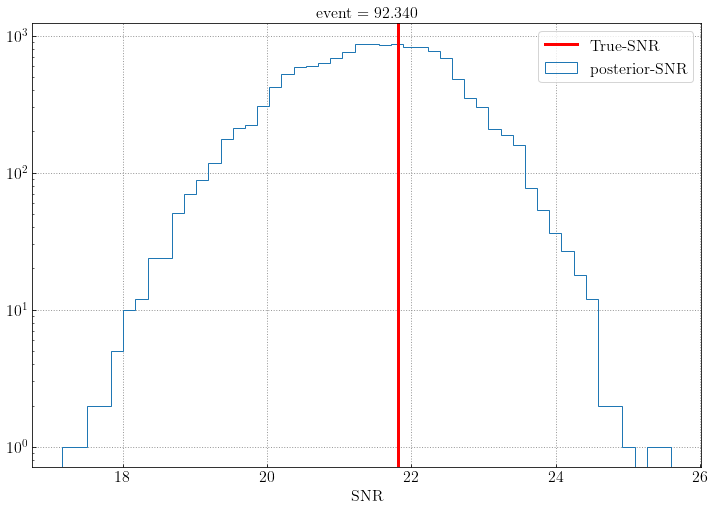 event = 92.340
True-SNR
posterior-SNR
10³
10²
10¹
10⁰
18 20 22 24 26
SNR